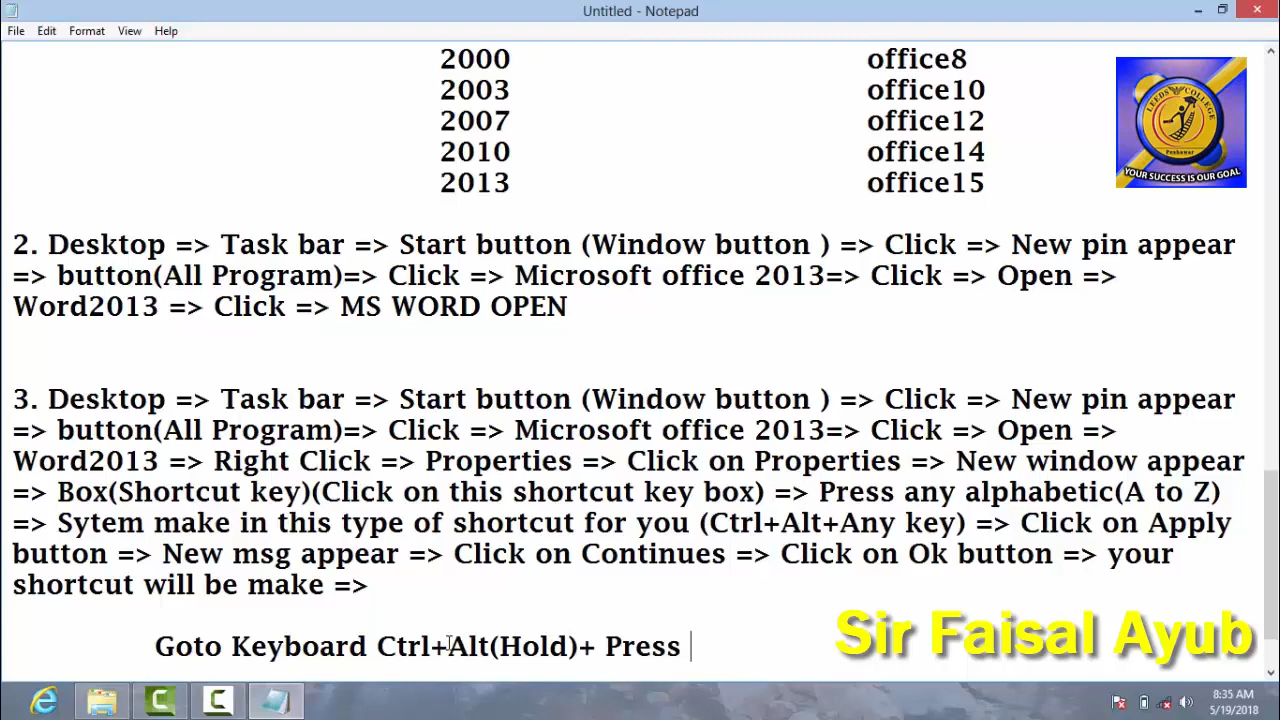 Untitled - Notepad
File Edit Format View Help
2000 office8
2003 office10
2007 office12
2010 office14
2013 office15
LEEDS COLLEGE
Peshawar
YOUR SUCCESS IS OUR GOAL
2. Desktop => Task bar => Start button (Window button ) => Click => New pin appear
=> button(All Program)=> Click => Microsoft office 2013=> Click => Open =>
Word2013 => Click => MS WORD OPEN
3. Desktop => Task bar => Start button (Window button ) => Click => New pin appear
=> button(All Program)=> Click => Microsoft office 2013=> Click => Open =>
Word2013 => Right Click => Properties => Click on Properties => New window appear
=> Box(Shortcut key)(Click on this shortcut key box) => Press any alphabetic(A to Z)
=> Sytem make in this type of shortcut for you (Ctrl+Alt+Any key) => Click on Apply
button => New msg appear => Click on Continues => Click on Ok button => your
shortcut will be make =>
Goto Keyboard Ctrl+Alt(Hold)+ Press
Sir Faisal Ayub
8:35 AM
5/19/2018